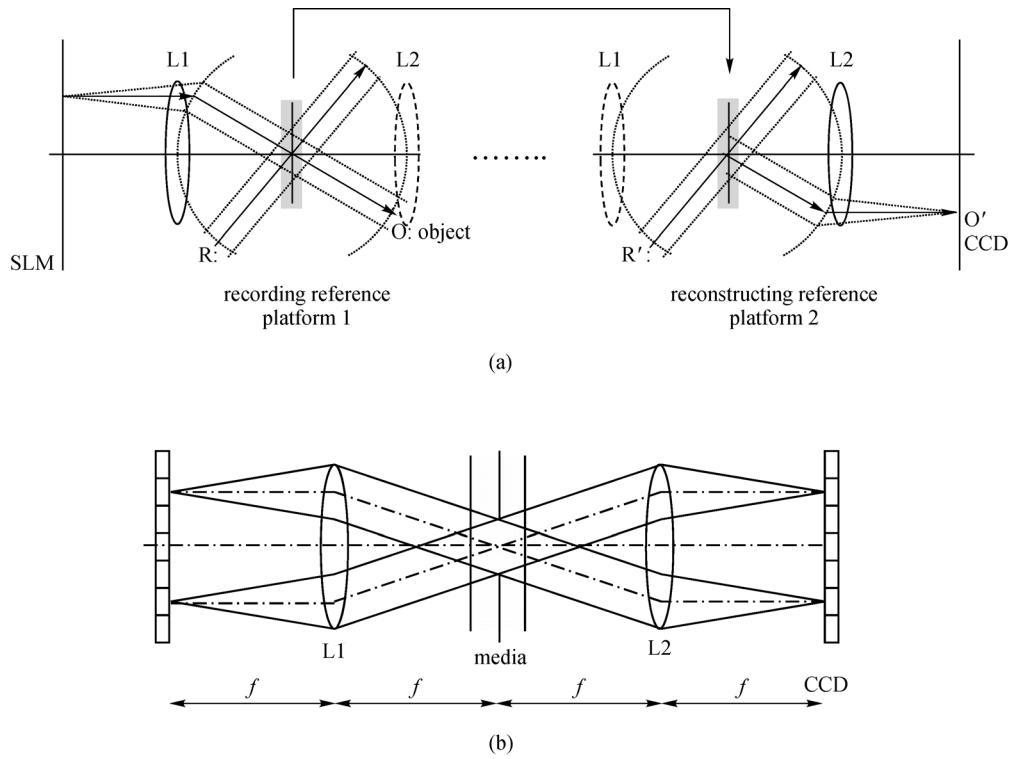 L1
L2
L1
L2
SLM
R:
O: object
R′:
O′
CCD
recording reference
platform 1
reconstructing reference
platform 2
(a)
L1
media
L2
CCD
f
f
f
f
(b)